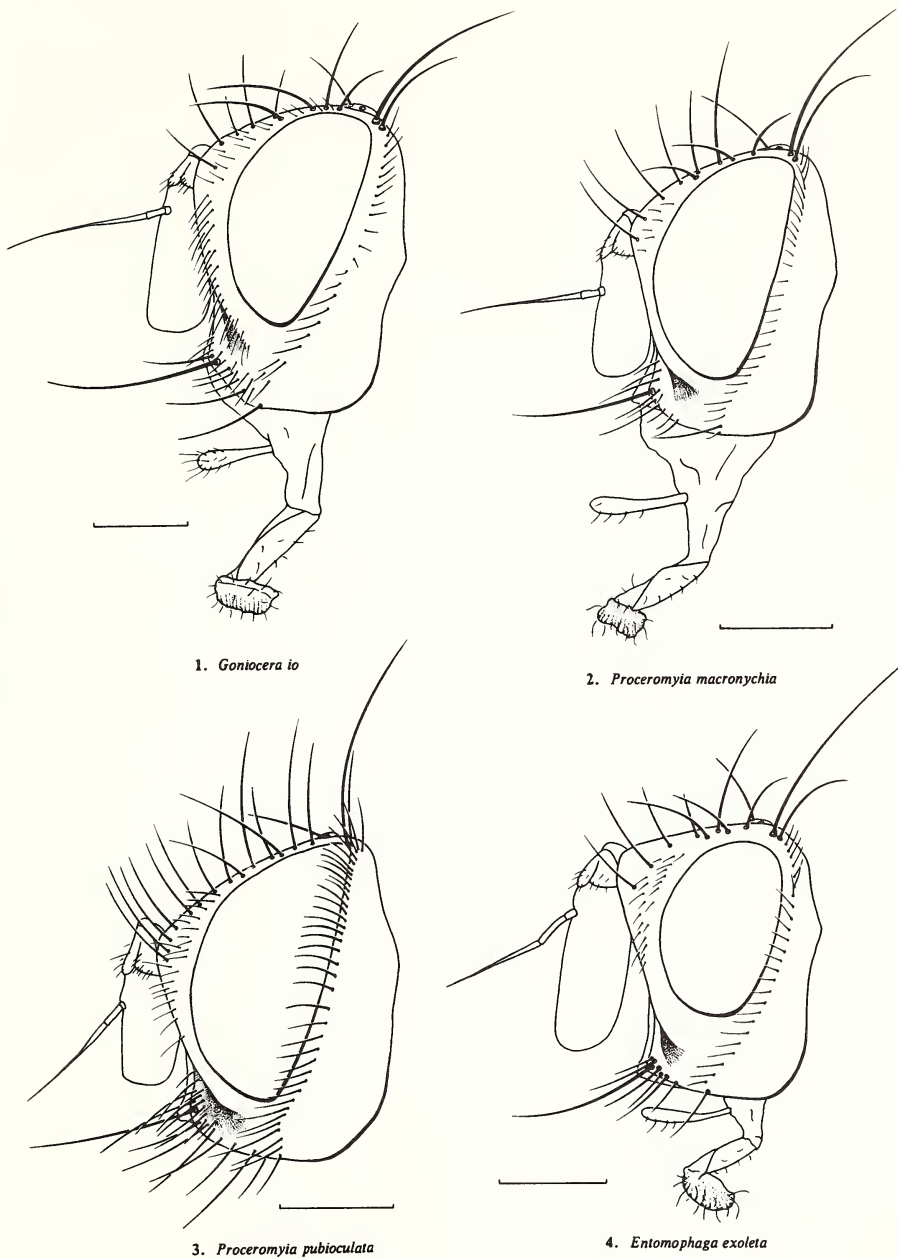 1. Goniocera io
2. Proceromyia macronychia
3. Proceromyia pubioculata
4. Entomophaga exoleta